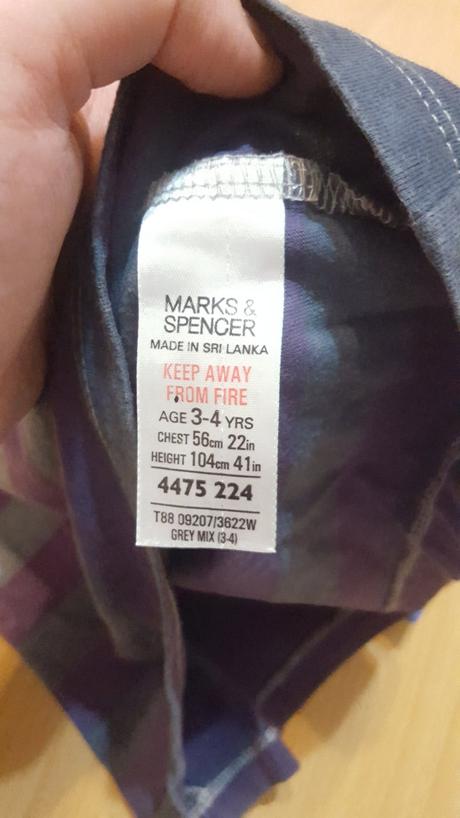 MARKS &
SPENCER
MADE IN SRI LANKA
KEEP AWAY
FROM FIRE
AGE 3-4 YRS
CHEST 56cm 22in
HEIGHT 104cm 41in
4475 224
T88 09207/3622W
GREY MIX (3-4)